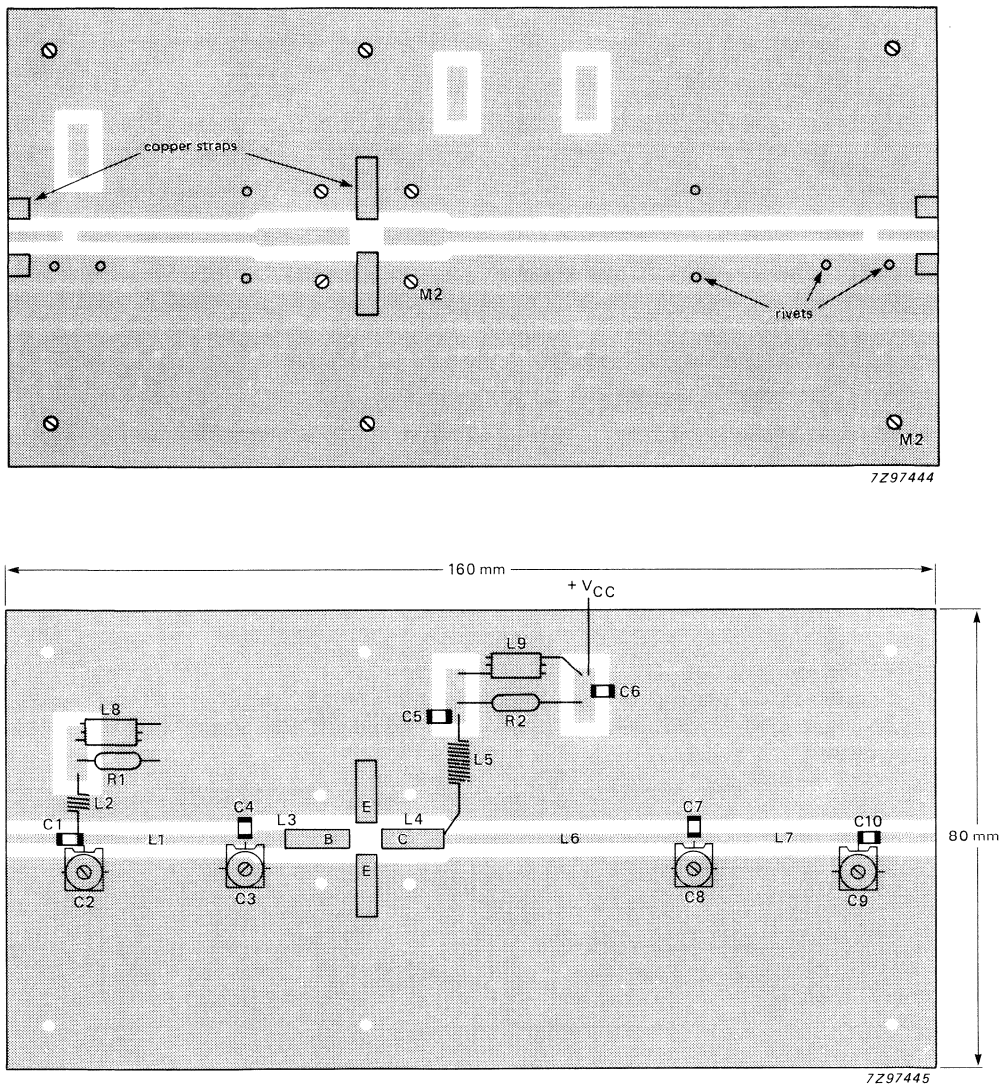 copper straps
M2
rivets
M2
7Z97444
160 mm
+ VCC
L9
C6
C5
R2
L8
L5
R1
L2
E
C4
C7
C1
L3
L4
C10
L1
B
C
L6
L7
80 mm
E
C2
C3
C8
C9
7Z97445